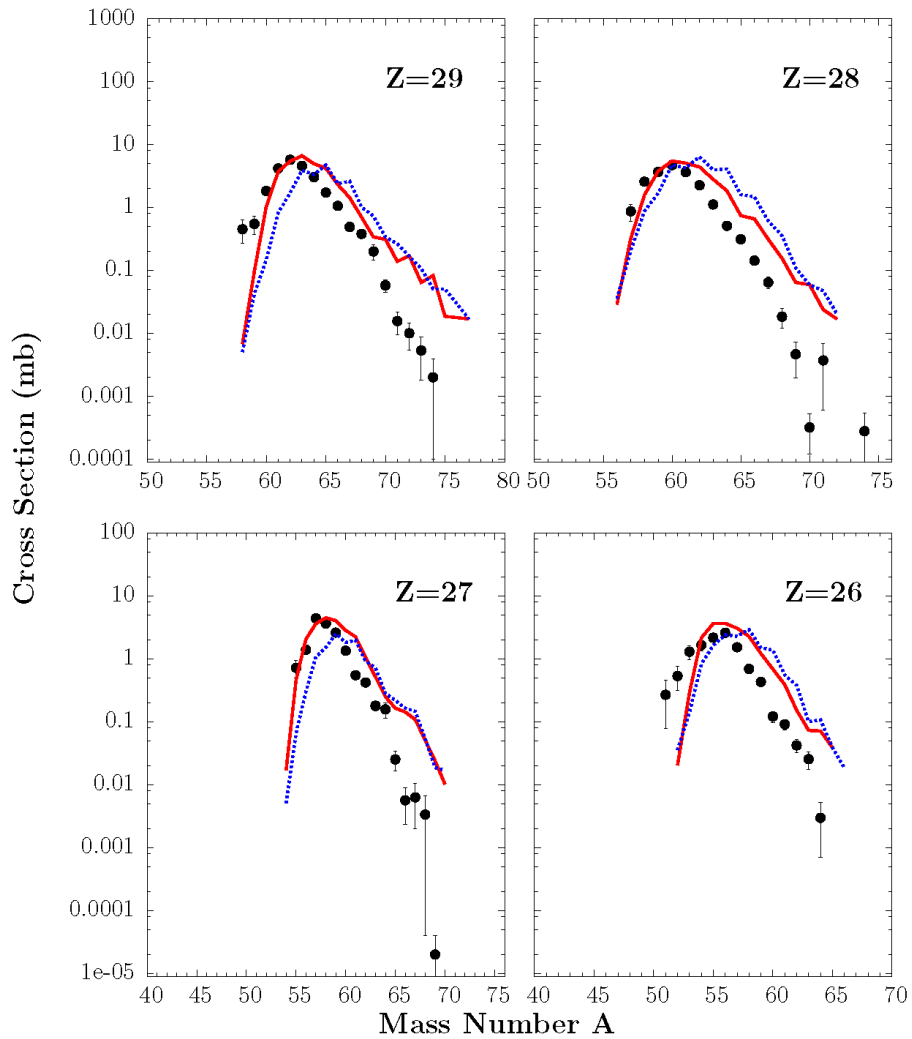 1000
100
10
1
0.1
0.01
0.001
0.0001
Z=29
Z=28
50 55 60 65 70 75 80
50 55 60 65 70 75
Cross Section (mb)
100
10
1
0.1
0.01
0.001
0.0001
1e-05
Z=27
Z=26
40 45 50 55 60 65 70 75
40 45 50 55 60 65 70
Mass Number A